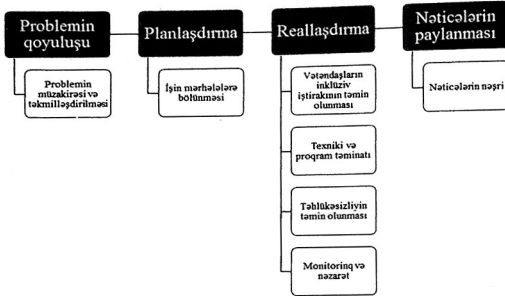 Problemin
qoyuluşu
Planlaşdırma
Reallaşdırma
Nəticələrin
paylanması
Problemin
müzakirəsi və
təkmilləşdirilməsi
İşin mərhələlərə
bölünməsi
Vətəndaşların
inklüziv
iştirakının təmin
olunması
Texniki və
proqram təminatı
Təhlükəsizliyin
təmin olunması
Monitorinq və
nəzarət
Nəticələrin nəşri